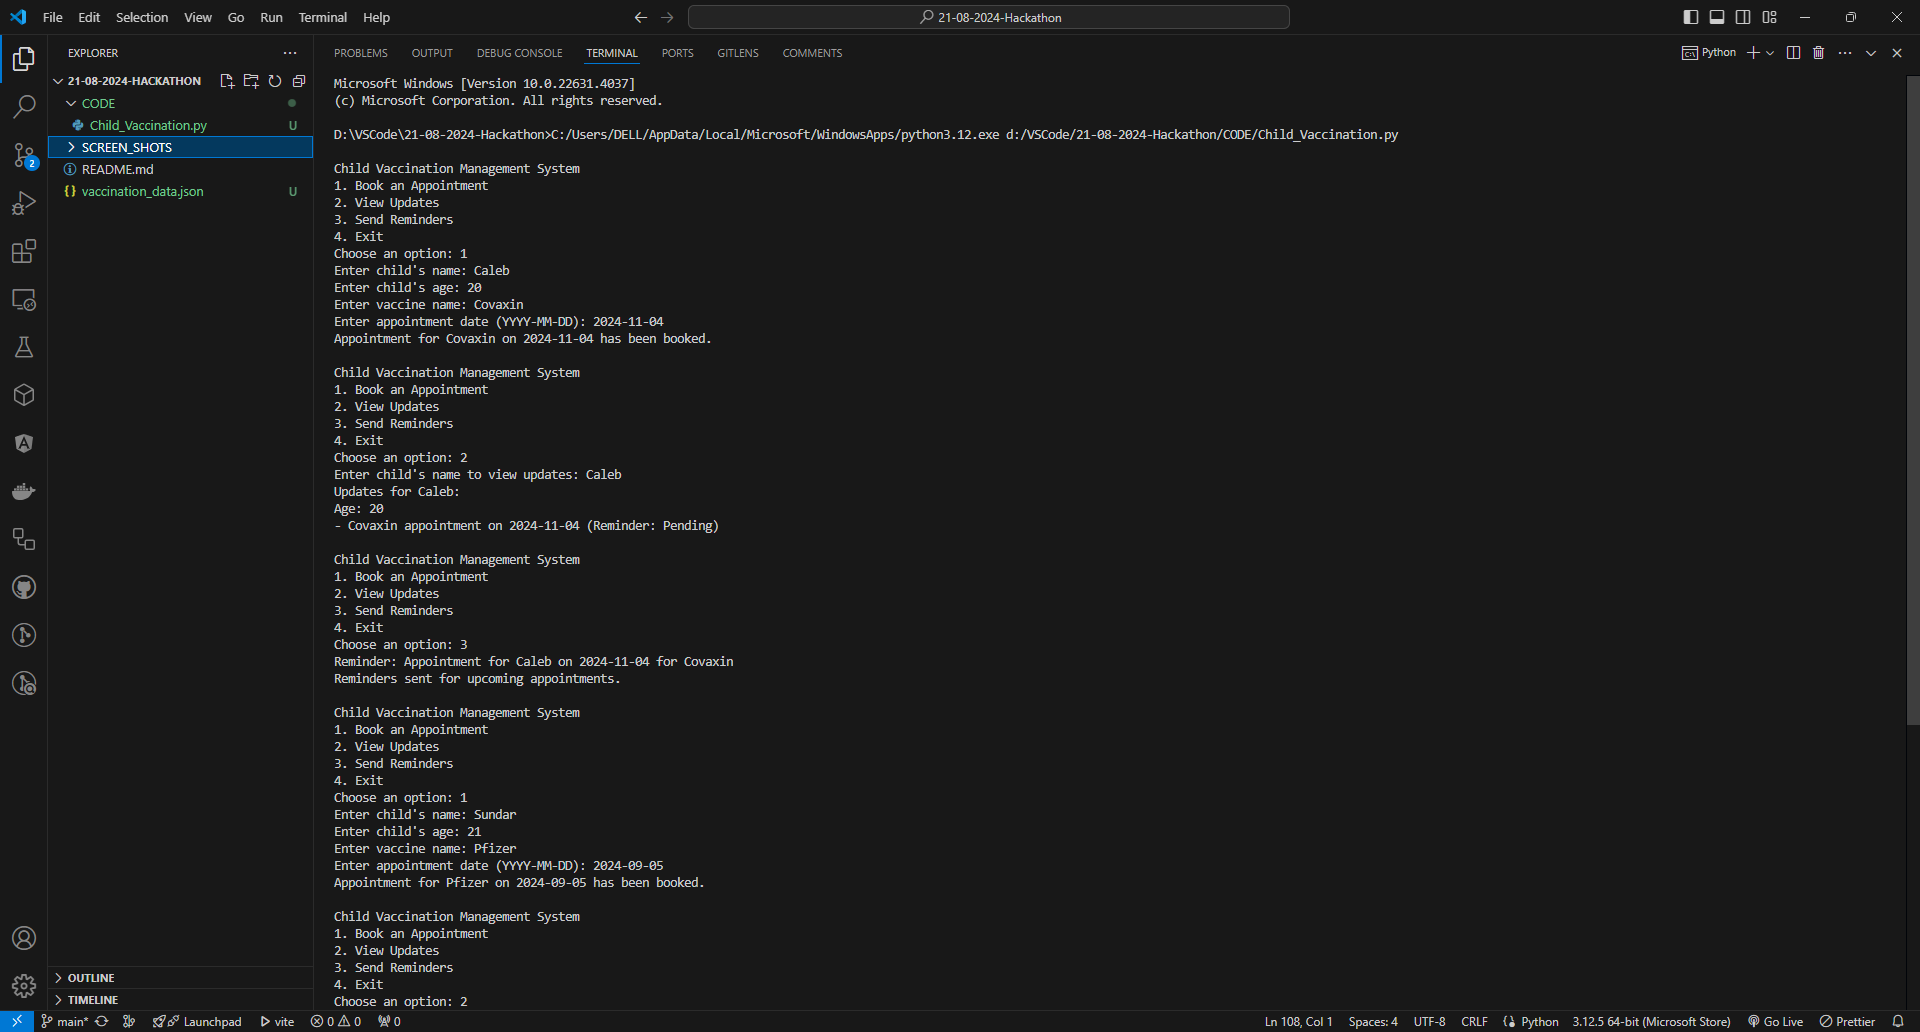 File Edit Selection View Go Run Terminal Help
21-08-2024-Hackathon
EXPLORER
21-08-2024-HACKATHON
CODE
Child_Vaccination.py U
SCREEN_SHOTS
README.md
vaccination_data.json U
OUTLINE
TIMELINE
PROBLEMS OUTPUT DEBUG CONSOLE TERMINAL PORTS GITLENS COMMENTS
Python
Microsoft Windows [Version 10.0.22631.4037]
(c) Microsoft Corporation. All rights reserved.
D:\VSCode\21-08-2024-Hackathon>C:/Users/DELL/AppData/Local/Microsoft/WindowsApps/python3.12.exe d:/VSCode/21-08-2024-Hackathon/CODE/Child_Vaccination.py
Child Vaccination Management System
1. Book an Appointment
2. View Updates
3. Send Reminders
4. Exit
Choose an option: 1
Enter child's name: Caleb
Enter child's age: 20
Enter vaccine name: Covaxin
Enter appointment date (YYYY-MM-DD): 2024-11-04
Appointment for Covaxin on 2024-11-04 has been booked.
Child Vaccination Management System
1. Book an Appointment
2. View Updates
3. Send Reminders
4. Exit
Choose an option: 2
Enter child's name to view updates: Caleb
Updates for Caleb:
Age: 20
- Covaxin appointment on 2024-11-04 (Reminder: Pending)
Child Vaccination Management System
1. Book an Appointment
2. View Updates
3. Send Reminders
4. Exit
Choose an option: 3
Reminder: Appointment for Caleb on 2024-11-04 for Covaxin
Reminders sent for upcoming appointments.
Child Vaccination Management System
1. Book an Appointment
2. View Updates
3. Send Reminders
4. Exit
Choose an option: 1
Enter child's name: Sundar
Enter child's age: 21
Enter vaccine name: Pfizer
Enter appointment date (YYYY-MM-DD): 2024-09-05
Appointment for Pfizer on 2024-09-05 has been booked.
Child Vaccination Management System
1. Book an Appointment
2. View Updates
3. Send Reminders
4. Exit
Choose an option: 2
2
main* Launchpad vite 0 0 0 Ln 108, Col 1 Spaces: 4 UTF-8 CRLF Python 3.12.5 64-bit (Microsoft Store) Go Live Prettier